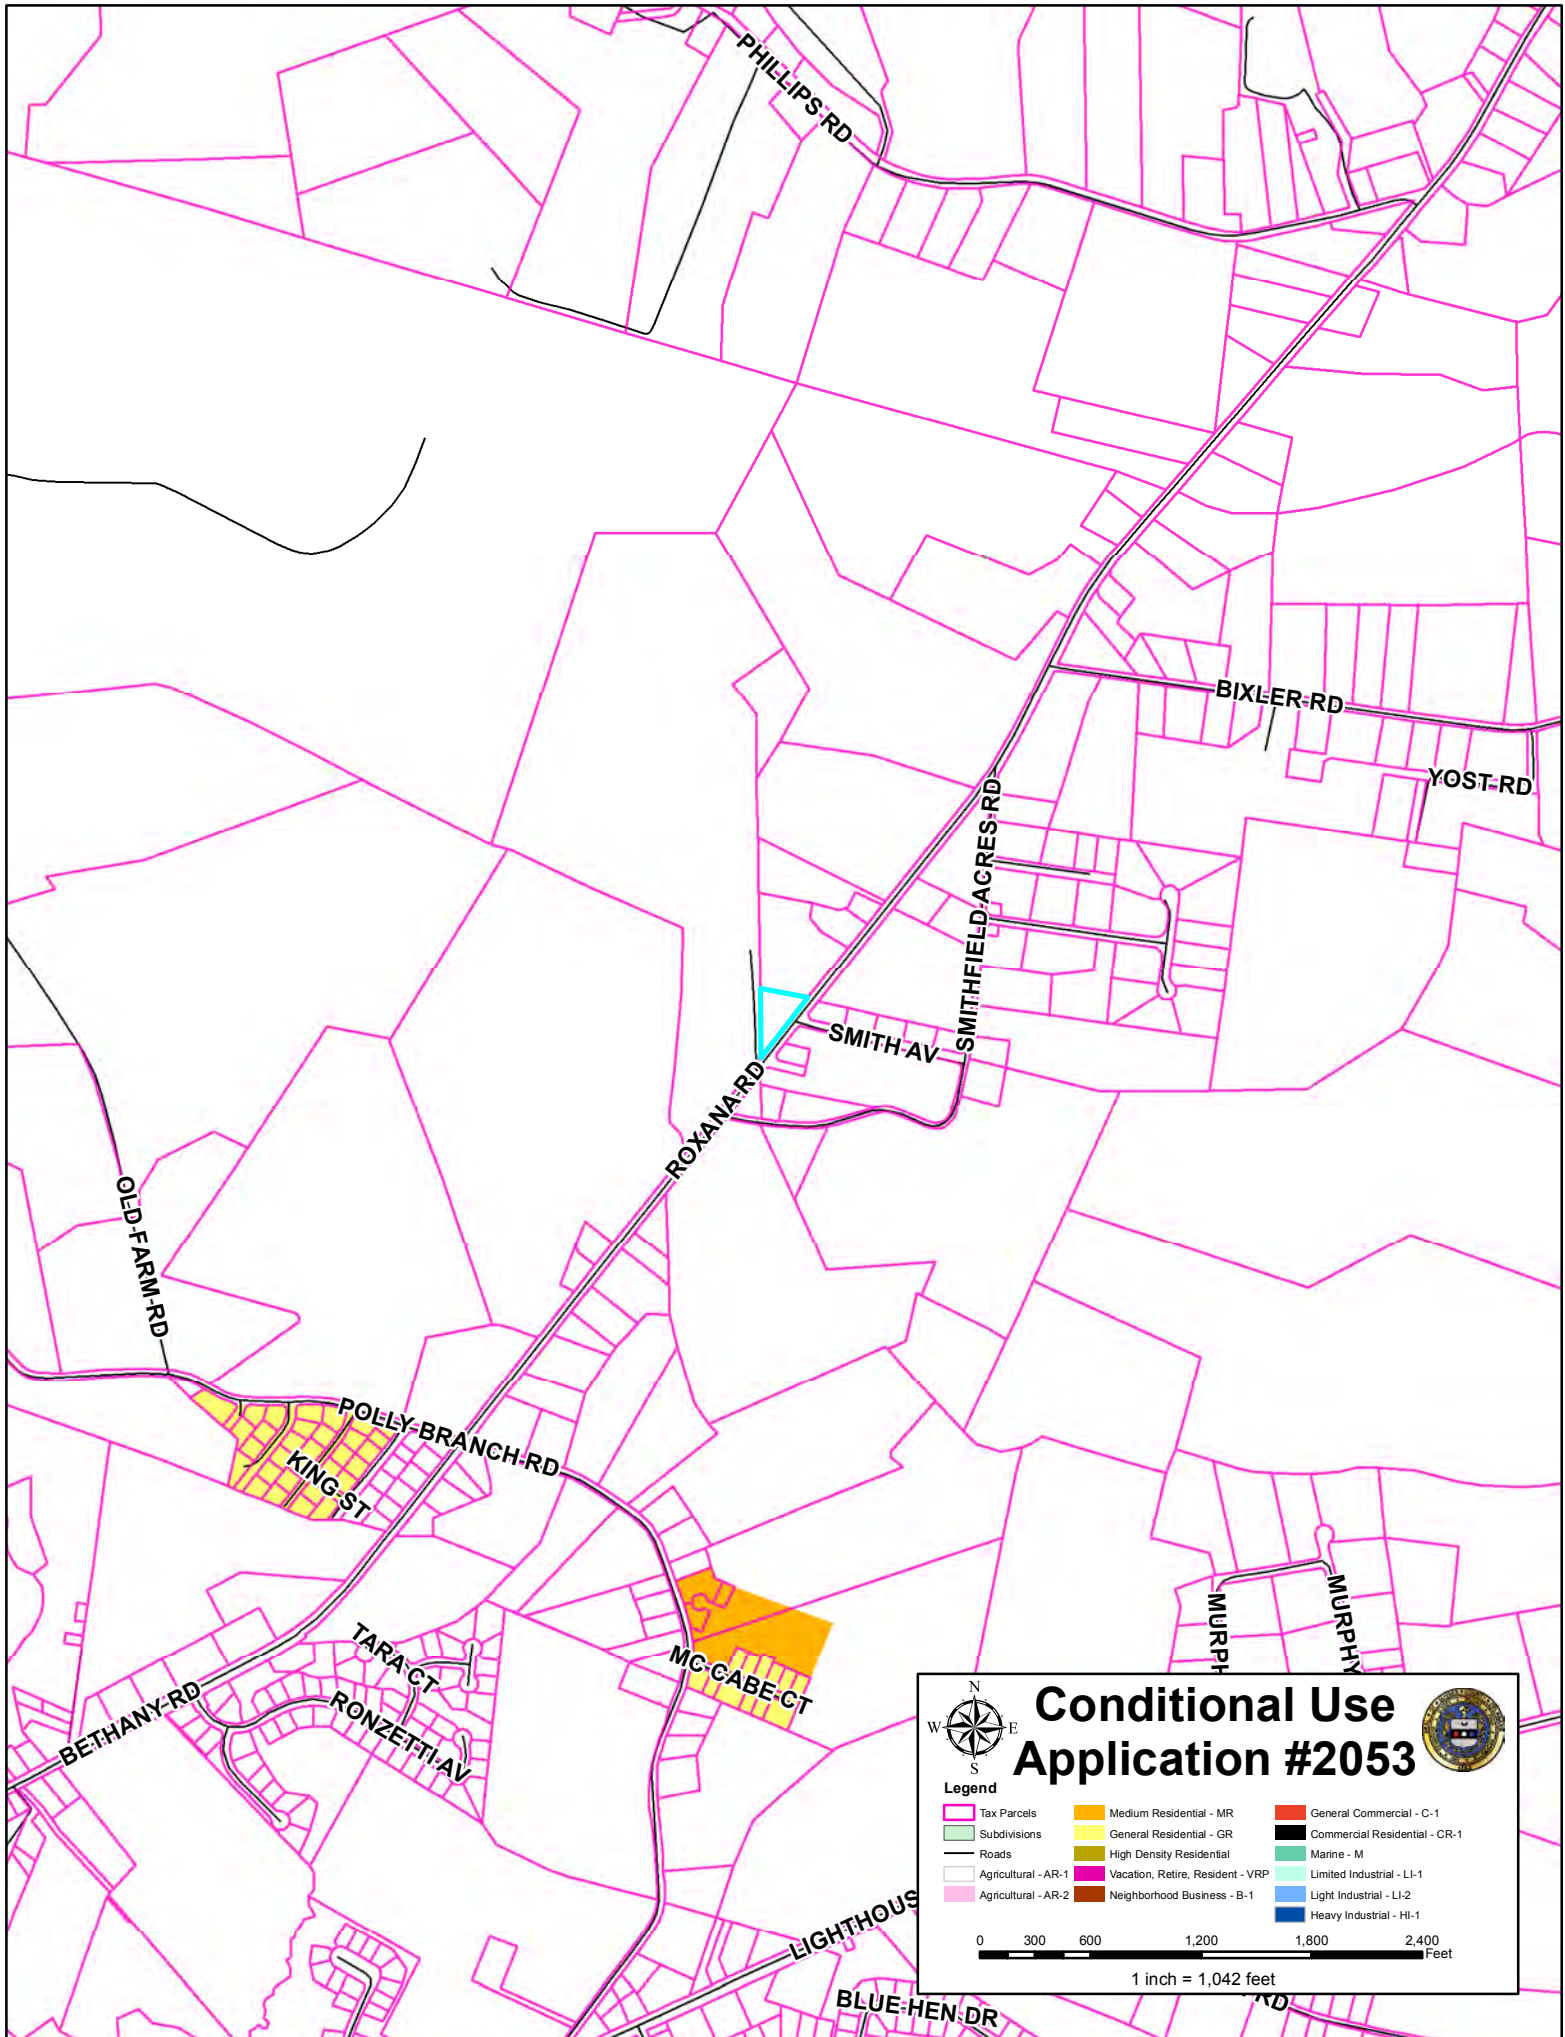 PHILLIPS RD
BIXLER RD
YOST RD
SMITHFIELD ACRES RD
SMITH AV
ROXANA RD
OLD FARM RD
POLLY BRANCH RD
KING ST
TARA CT
MC CABE CT
RONZETTI AV
BETHANY RD
MURPH
MURPHY
LIGHTHOUS
BLUE HEN DR
RD
N
W E
S
Conditional Use
Application #2053
Legend
Tax Parcels
Subdivisions
Roads
Agricultural - AR-1
Agricultural - AR-2
Medium Residential - MR
General Residential - GR
High Density Residential
Vacation, Retire, Resident - VRP
Neighborhood Business - B-1
General Commercial - C-1
Commercial Residential - CR-1
Marine - M
Limited Industrial - LI-1
Light Industrial - LI-2
Heavy Industrial - HI-1
0 300 600 1,200 1,800 2,400
Feet
1 inch = 1,042 feet